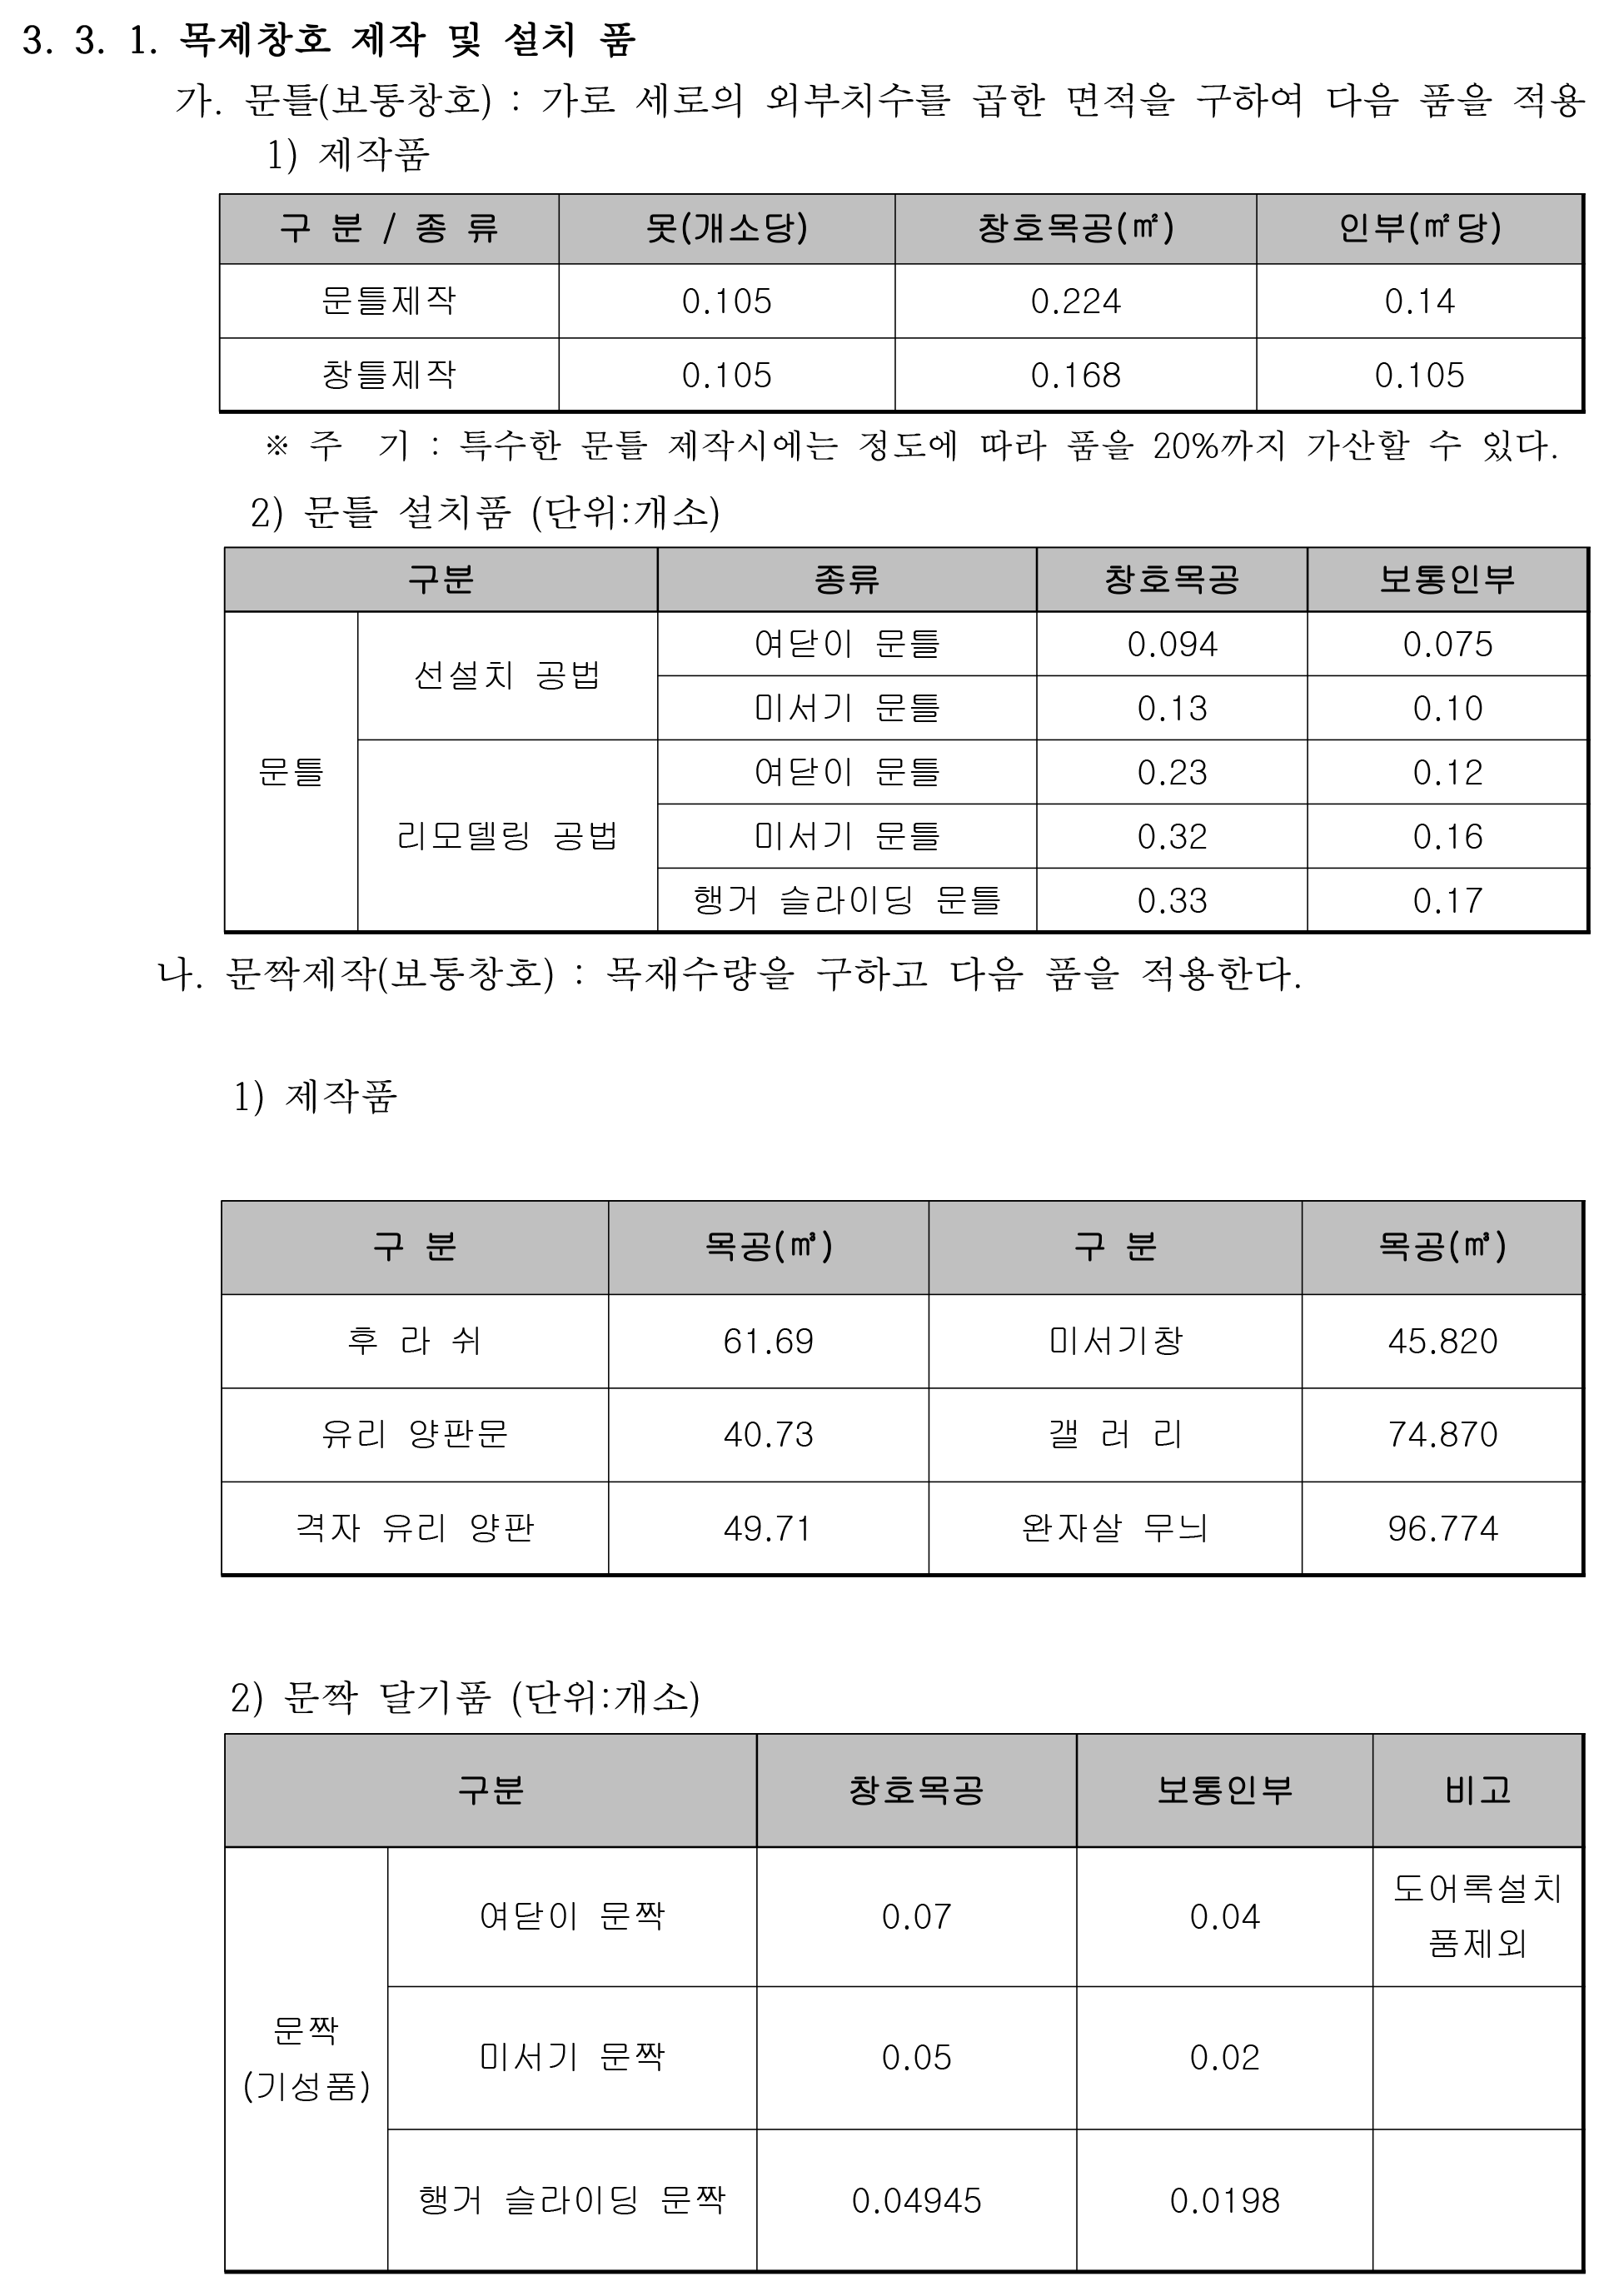 3. 3. 1. 목제창호 제작 및 설치 품
가. 문틀(보통창호) : 가로 세로의 외부치수를 곱한 면적을 구하여 다음 품을 적용
1) 제작품
구 분 / 종 류 못(개소당) 창호목공(㎡) 인부(㎡당)
문틀제작 0.105 0.224 0.14
창틀제작 0.105 0.168 0.105
※ 주 기 : 특수한 문틀 제작시에는 정도에 따라 품을 20%까지 가산할 수 있다.
2) 문틀 설치품 (단위:개소)
구분 종류 창호목공 보통인부
문틀 선설치 공법 여닫이 문틀 0.094 0.075
미서기 문틀 0.13 0.10
리모델링 공법 여닫이 문틀 0.23 0.12
미서기 문틀 0.32 0.16
행거 슬라이딩 문틀 0.33 0.17
나. 문짝제작(보통창호) : 목재수량을 구하고 다음 품을 적용한다.
1) 제작품
구 분 목공(㎥) 구 분 목공(㎥)
후 라 쉬 61.69 미서기창 45.820
유리 양판문 40.73 갤 러 리 74.870
격자 유리 양판 49.71 완자살 무늬 96.774
2) 문짝 달기품 (단위:개소)
구분 창호목공 보통인부 비고
문짝
(기성품)
여닫이 문짝 0.07 0.04 도어록설치
품제외
미서기 문짝 0.05 0.02
행거 슬라이딩 문짝 0.04945 0.0198